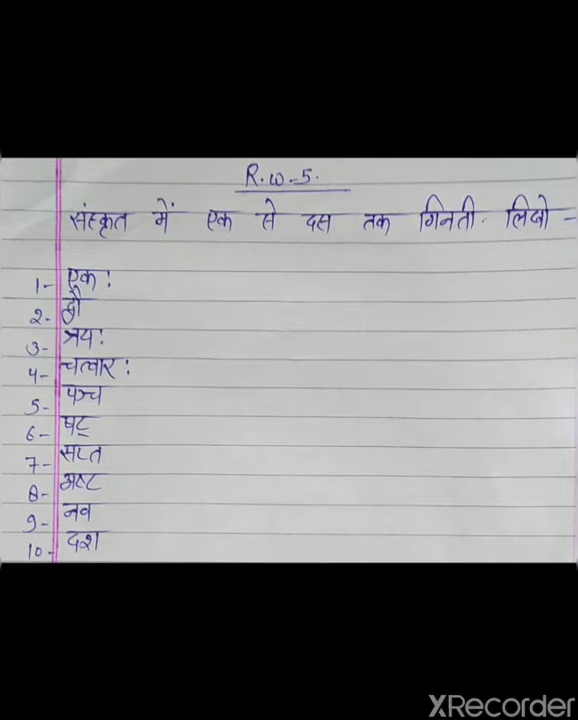 R.W-5.
संस्कृत में एक से दस तक गिनती लिखो -
1- एक:
2- द्वौ
3- त्रय:
4- चत्वार:
5- पञ्च
6- षट्
7- सप्त
8- अष्ट
9- नव
10- दश
XRecorder